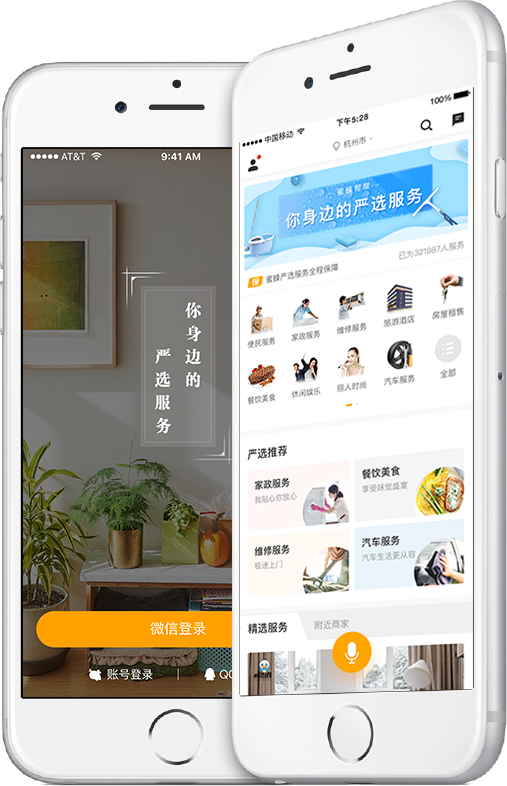 AT&T
9:41 AM
你身边的
严选服务
微信登录
账号登录
中国移动
下午5:28
100%
杭州市
你身边的严选服务
已为321987人服务
保
蜜蜂严选服务全程保障
便民服务
家政服务
维修服务
旅游酒店
房屋租售
餐饮美食
休闲娱乐
丽人时尚
汽车服务
全部
严选推荐
家政服务
我贴心你放心
餐饮美食
享受味觉盛宴
维修服务
极速上门
汽车服务
汽车生活更从容
精选服务
附近商家